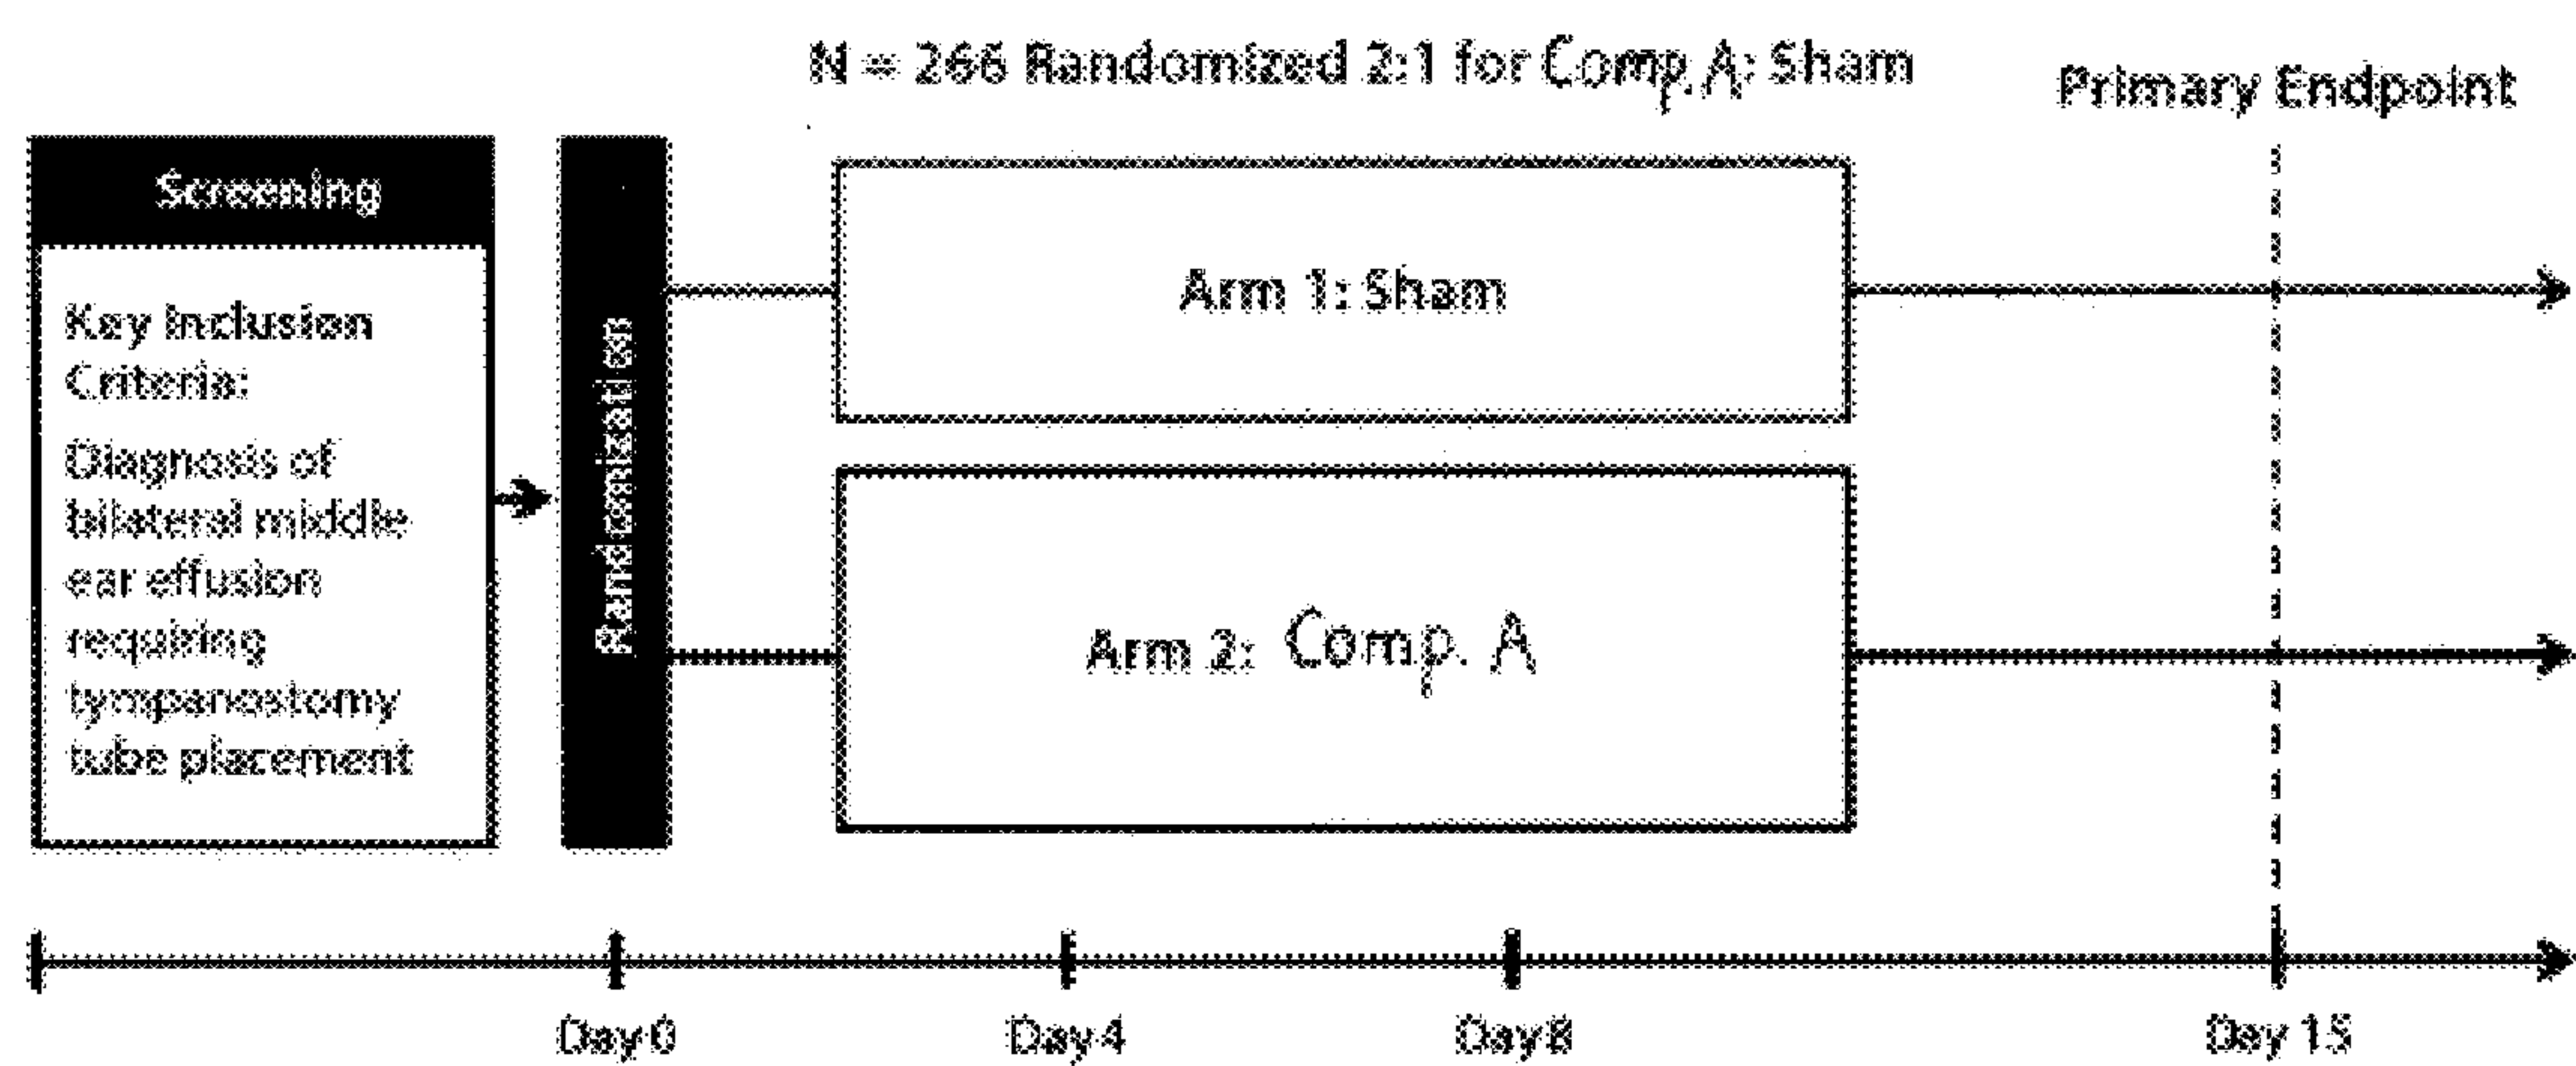 N = 266 Randomized 2:1 for Comp. A: Sham
Primary Endpoint
Screening
Key Inclusion
Criteria:
Diagnosis of
bilateral middle
ear effusion
requiring
tympanostomy
tube placement
Randomization
Arm 1: Sham
Arm 2: Comp. A
Day 0
Day 4
Day 8
Day 15